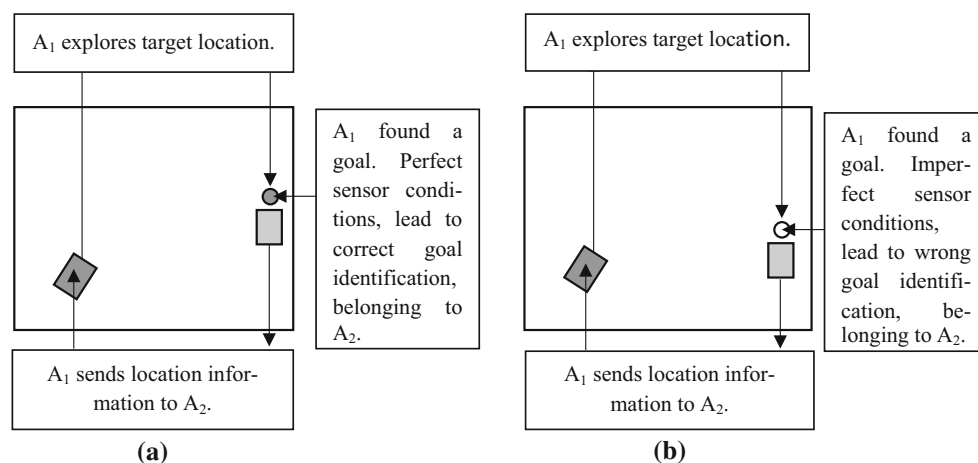 A₁ explores target location.
A₁ found a
goal. Perfect
sensor condi-
tions, lead to
correct goal
identification,
belonging to
A₂.
A₁ sends location infor-
mation to A₂.
(a)
A₁ explores target location.
A₁ found a
goal. Imper-
fect sensor
conditions,
lead to wrong
goal identifi-
cation, be-
longing to A₂.
A₁ sends location infor-
mation to A₂.
(b)